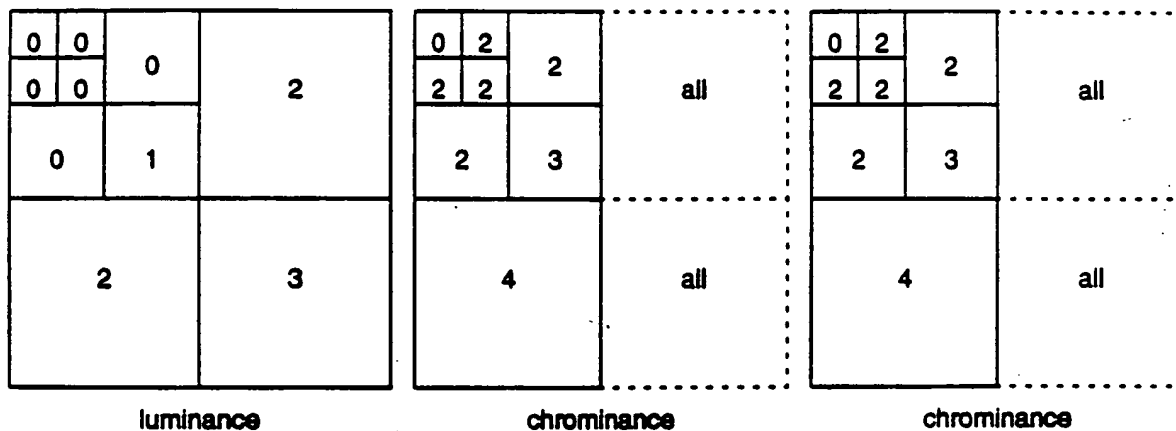 0 0 0 2 0 2 2 all 0 2 2 all
0 0 2 2 2 2
0 1 2 3 2 3
2 3 4 all 4 all
luminance chrominance chrominance